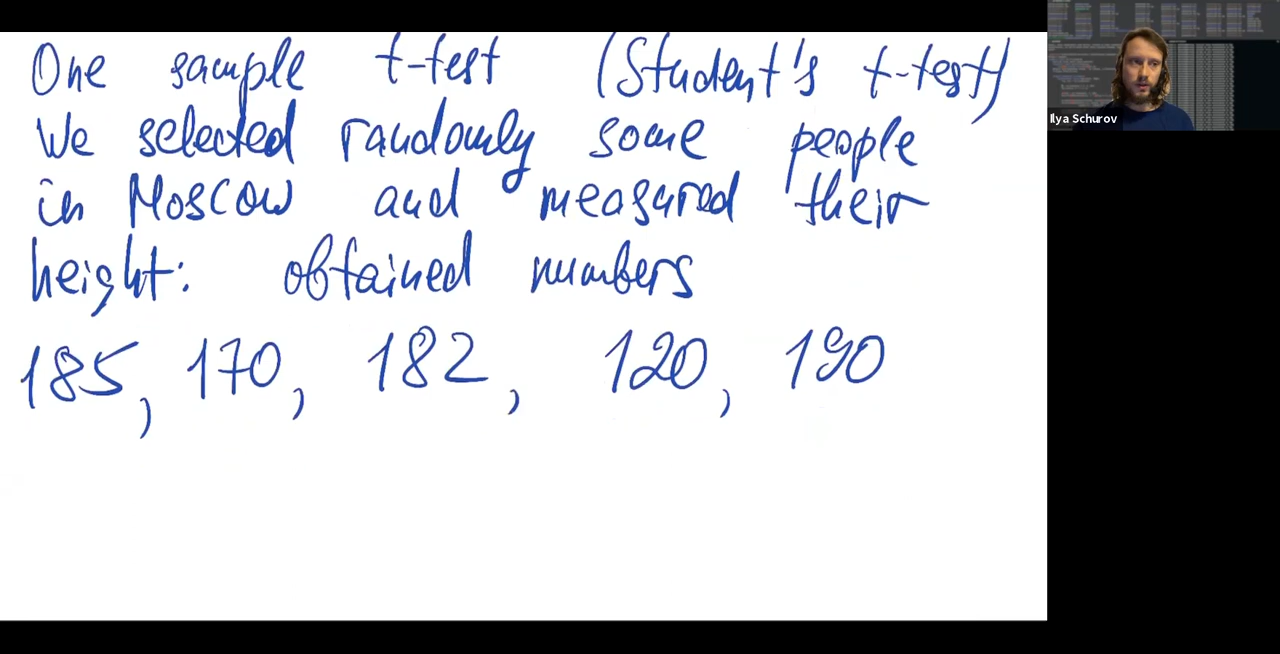 One sample t-test (Student's t-test)
We selected randomly some people
in Moscow and measured their
height: obtained numbers
185, 170, 182, 120, 190
Ilya Schurov